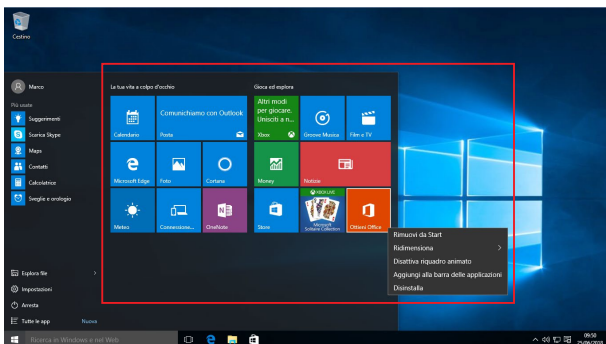 Cestino
Marco
Più usate
Suggerimenti
Scarica Skype
Maps
Contatti
Calcolatrice
Sveglie e orologio
Esplora file
Impostazioni
Arresta
Tutte le app
Nuova
La tua vita a colpo d'occhio
Calendario
Comunichiamo con Outlook
Posta
Microsoft Edge
Foto
Cortana
Meteo
Connessione...
OneNote
Gioca ed esplora
Altri modi
per giocare.
Unisciti a n...
Xbox
Groove Musica
Film e TV
Money
Notizie
Store
XBOX LIVE
Microsoft
Solitaire Collection
Ottieni Office
Rimuovi da Start
Ridimensiona
Disattiva riquadro animato
Aggiungi alla barra delle applicazioni
Disinstalla
Ricerca in Windows e nel Web
09:50
25/06/2018